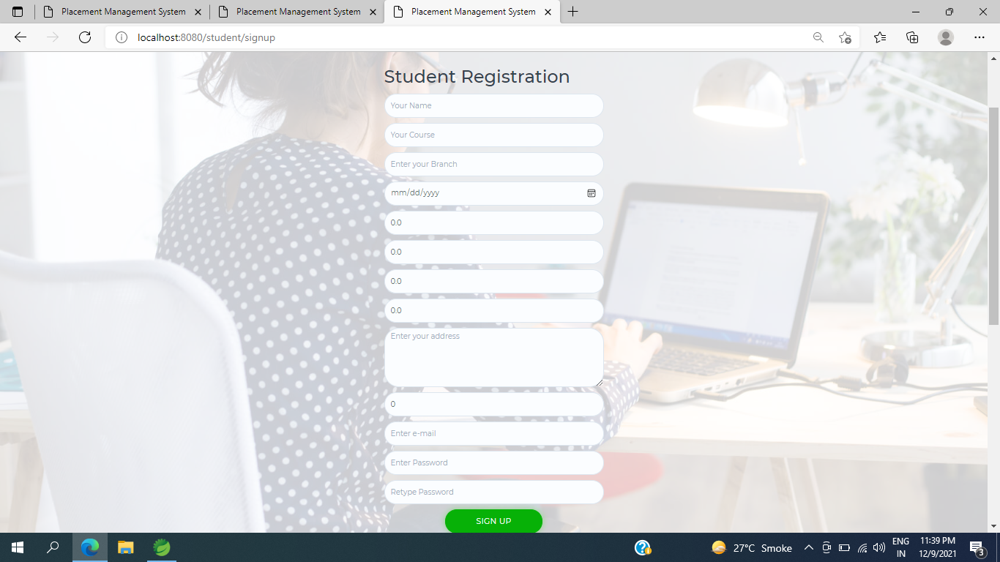 Placement Management System
Placement Management System
Placement Management System
localhost:8080/student/signup
Student Registration
Your Name
Your Course
Enter your Branch
mm/dd/yyyy
0.0
0.0
0.0
0.0
Enter your address
0
Enter e-mail
Enter Password
Retype Password
SIGN UP
27°C Smoke
ENG
IN
11:39 PM
12/9/2021
3